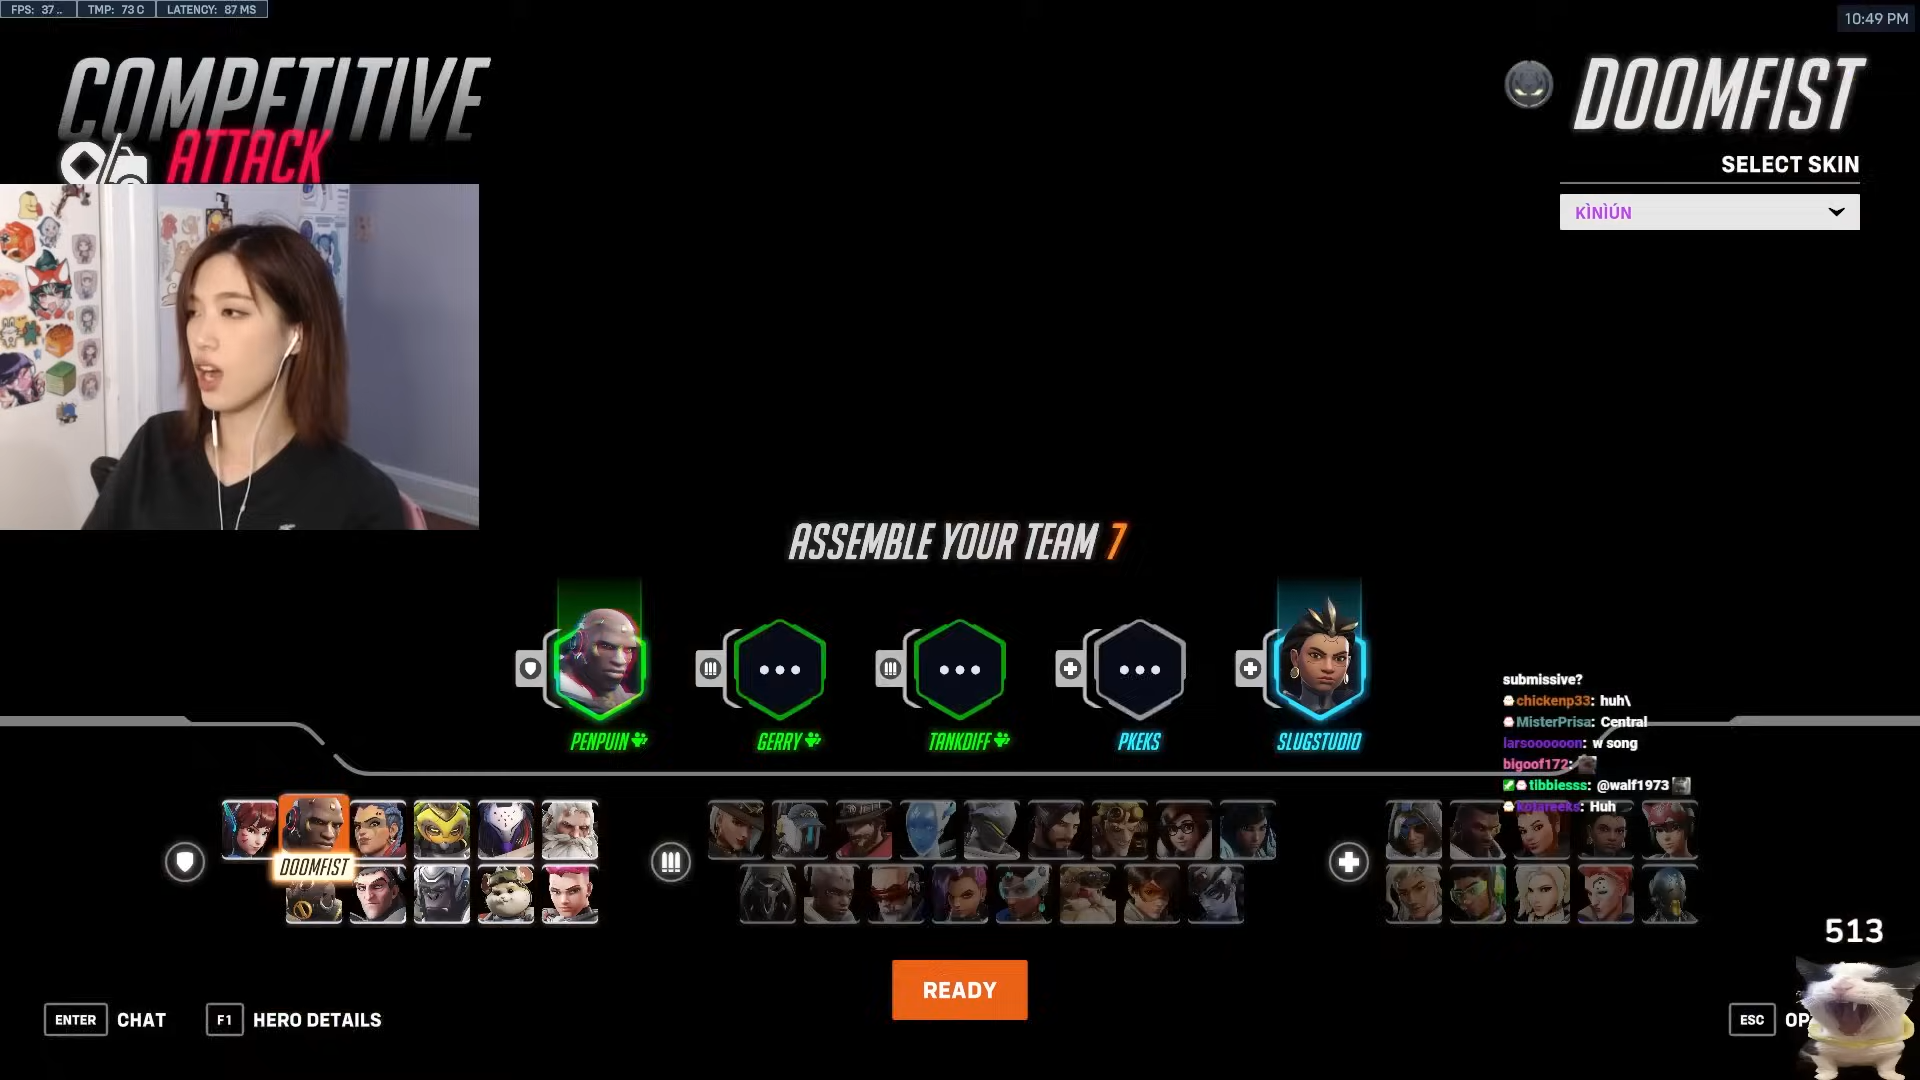 FPS: 37 ..
TMP: 73 C
LATENCY: 87 MS
10:49 PM
COMPETITIVE
ATTACK
DOOMFIST
SELECT SKIN
KÌNÌÚN
ASSEMBLE YOUR TEAM 7
PENPUIN
GERRY
TANKDIFF
PKEKS
SLUGSTUDIO
submissive?
chickenp33: huh\
MisterPrisa: Central
larsoooooon: w song
bigoof172:
tibblesss: @walf1973
Huh
DOOMFIST
READY
513
ENTER CHAT
F1 HERO DETAILS
ESC OP